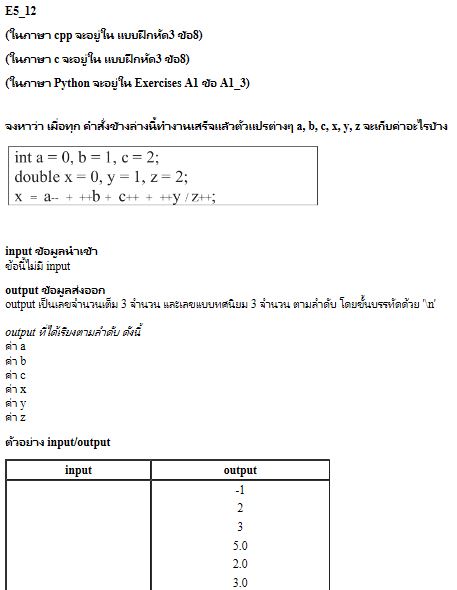 E5_12
(ในภาษา cpp จะอยู่ใน แบบฝึกหัด3 ข้อ8)
(ในภาษา c จะอยู่ใน แบบฝึกหัด3 ข้อ8)
(ในภาษา Python จะอยู่ใน Exercises A1 ข้อ A1_3)
จงหาว่า เมื่อทุก คำสั่งข้างล่างนี้ทำงานเสร็จแล้วตัวแปรต่างๆ a, b, c, x, y, z จะเก็บค่าอะไรบ้าง
int a = 0, b = 1, c = 2;
double x = 0, y = 1, z = 2;
x = a-- + ++b + c++ + ++y / z++;
input ข้อมูลนำเข้า
ข้อนี้ไม่มี input
output ข้อมูลส่งออก
output เป็นเลขจำนวนเต็ม 3 จำนวน และเลขแบบทศนิยม 3 จำนวน ตามลำดับ โดยขั้นบรรทัดด้วย '\n'
output ที่ได้เรียงตามลำดับ ดังนี้
ค่า a
ค่า b
ค่า c
ค่า x
ค่า y
ค่า z
ตัวอย่าง input/output
input output
-1
2
3
5.0
2.0
3.0